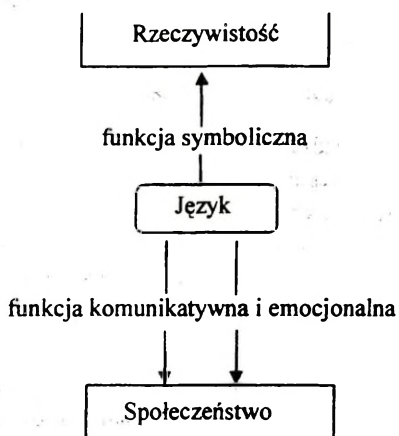 Rzeczywistość
funkcja symboliczna
Język
funkcja komunikatywna i emocjonalna
Społeczeństwo